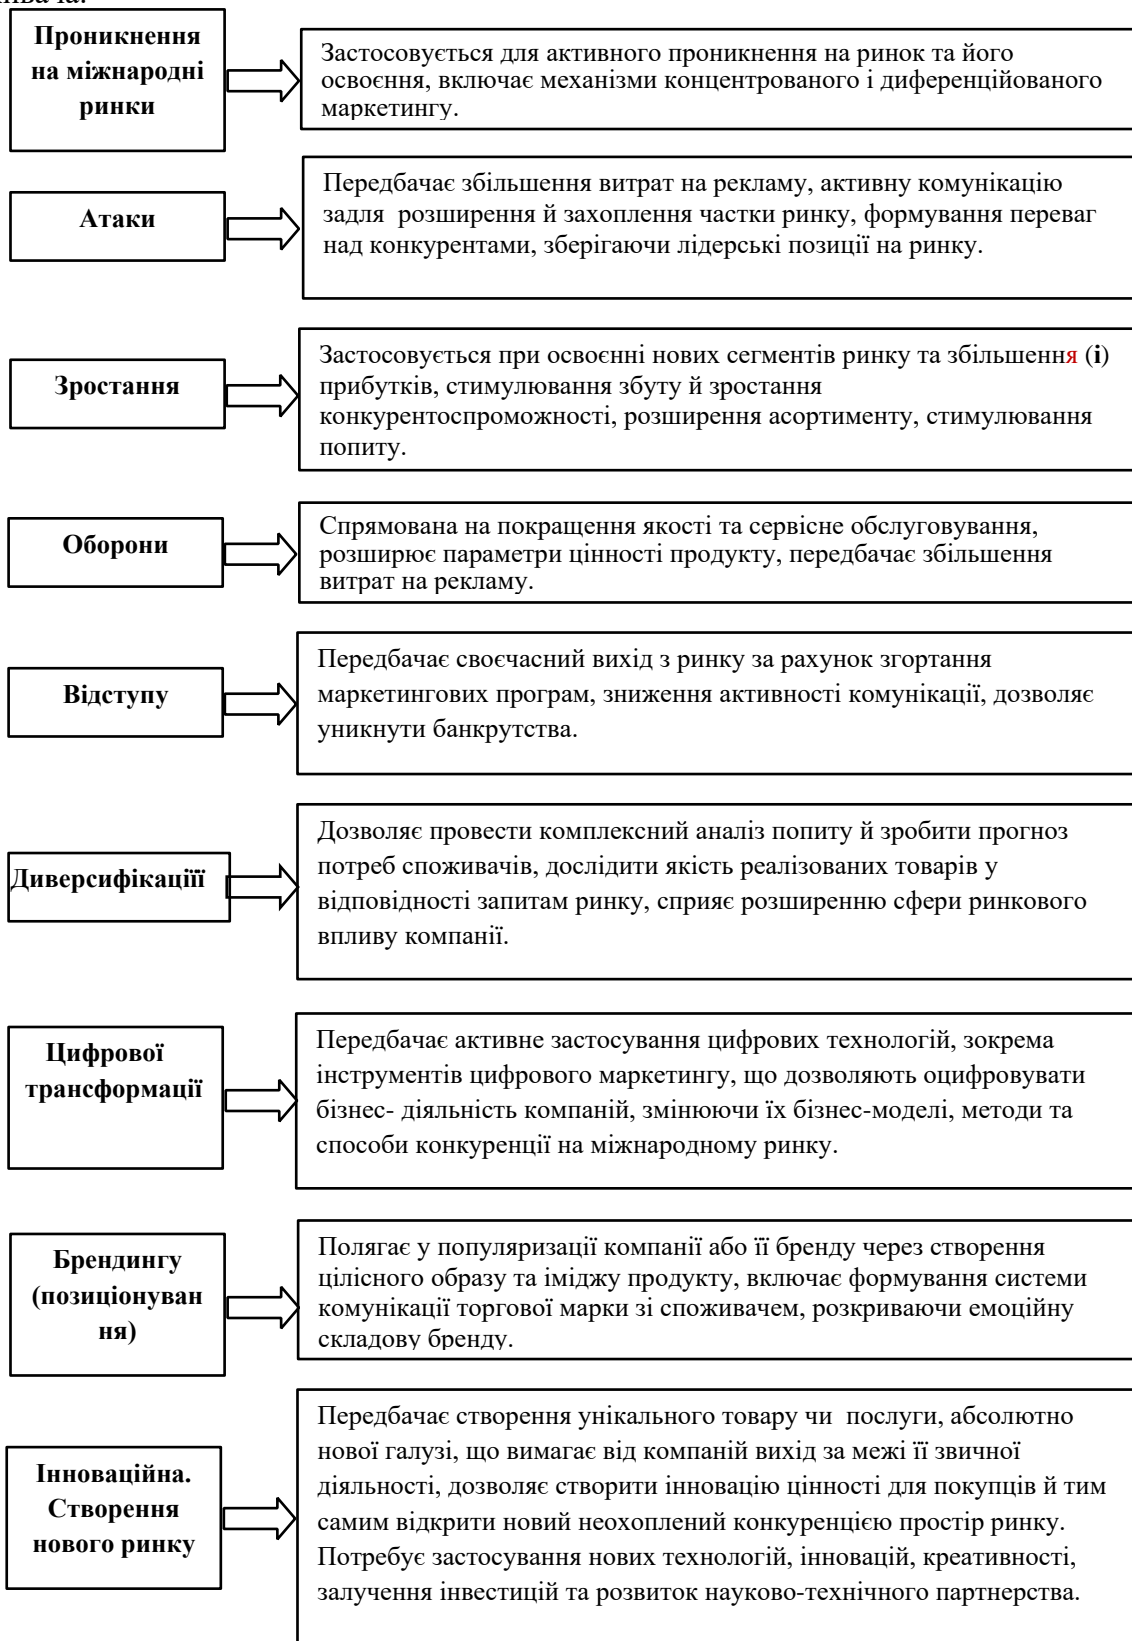 Проникнення
на міжнародні
ринки
Застосовується для активного проникнення на ринок та його
освоєння, включає механізми концентрованого і диференційованого
маркетингу.
Атаки
Передбачає збільшення витрат на рекламу, активну комунікацію
задля розширення й захоплення частки ринку, формування переваг
над конкурентами, зберігаючи лідерські позиції на ринку.
Зростання
Застосовується при освоєнні нових сегментів ринку та збільшення (і)
прибутків, стимулювання збуту й зростання
конкурентоспроможності, розширення асортименту, стимулювання
попиту.
Оборони
Спрямована на покращення якості та сервісне обслуговування,
розширює параметри цінності продукту, передбачає збільшення
витрат на рекламу.
Відступу
Передбачає своєчасний вихід з ринку за рахунок згортання
маркетингових програм, зниження активності комунікації, дозволяє
уникнути банкрутства.
Диверсифікаціїї
Дозволяє провести комплексний аналіз попиту й зробити прогноз
потреб споживачів, дослідити якість реалізованих товарів у
відповідності запитам ринку, сприяє розширенню сфери ринкового
впливу компанії.
Цифрової
трансформації
Передбачає активне застосування цифрових технологій, зокрема
інструментів цифрового маркетингу, що дозволяють оцифровувати
бізнес- діяльність компаній, змінюючи їх бізнес-моделі, методи та
способи конкуренції на міжнародному ринку.
Брендингу
(позиціонуван
ня)
Полягає у популяризації компанії або її бренду через створення
цілісного образу та іміджу продукту, включає формування системи
комунікації торгової марки зі споживачем, розкриваючи емоційну
складову бренду.
Інноваційна.
Створення
нового ринку
Передбачає створення унікального товару чи послуги, абсолютно
нової галузі, що вимагає від компаній вихід за межі її звичної
діяльності, дозволяє створити інновацію цінності для покупців й тим
самим відкрити новий неохоплений конкуренцією простір ринку.
Потребує застосування нових технологій, інновацій, креативності,
залучення інвестицій та розвиток науково-технічного партнерства.